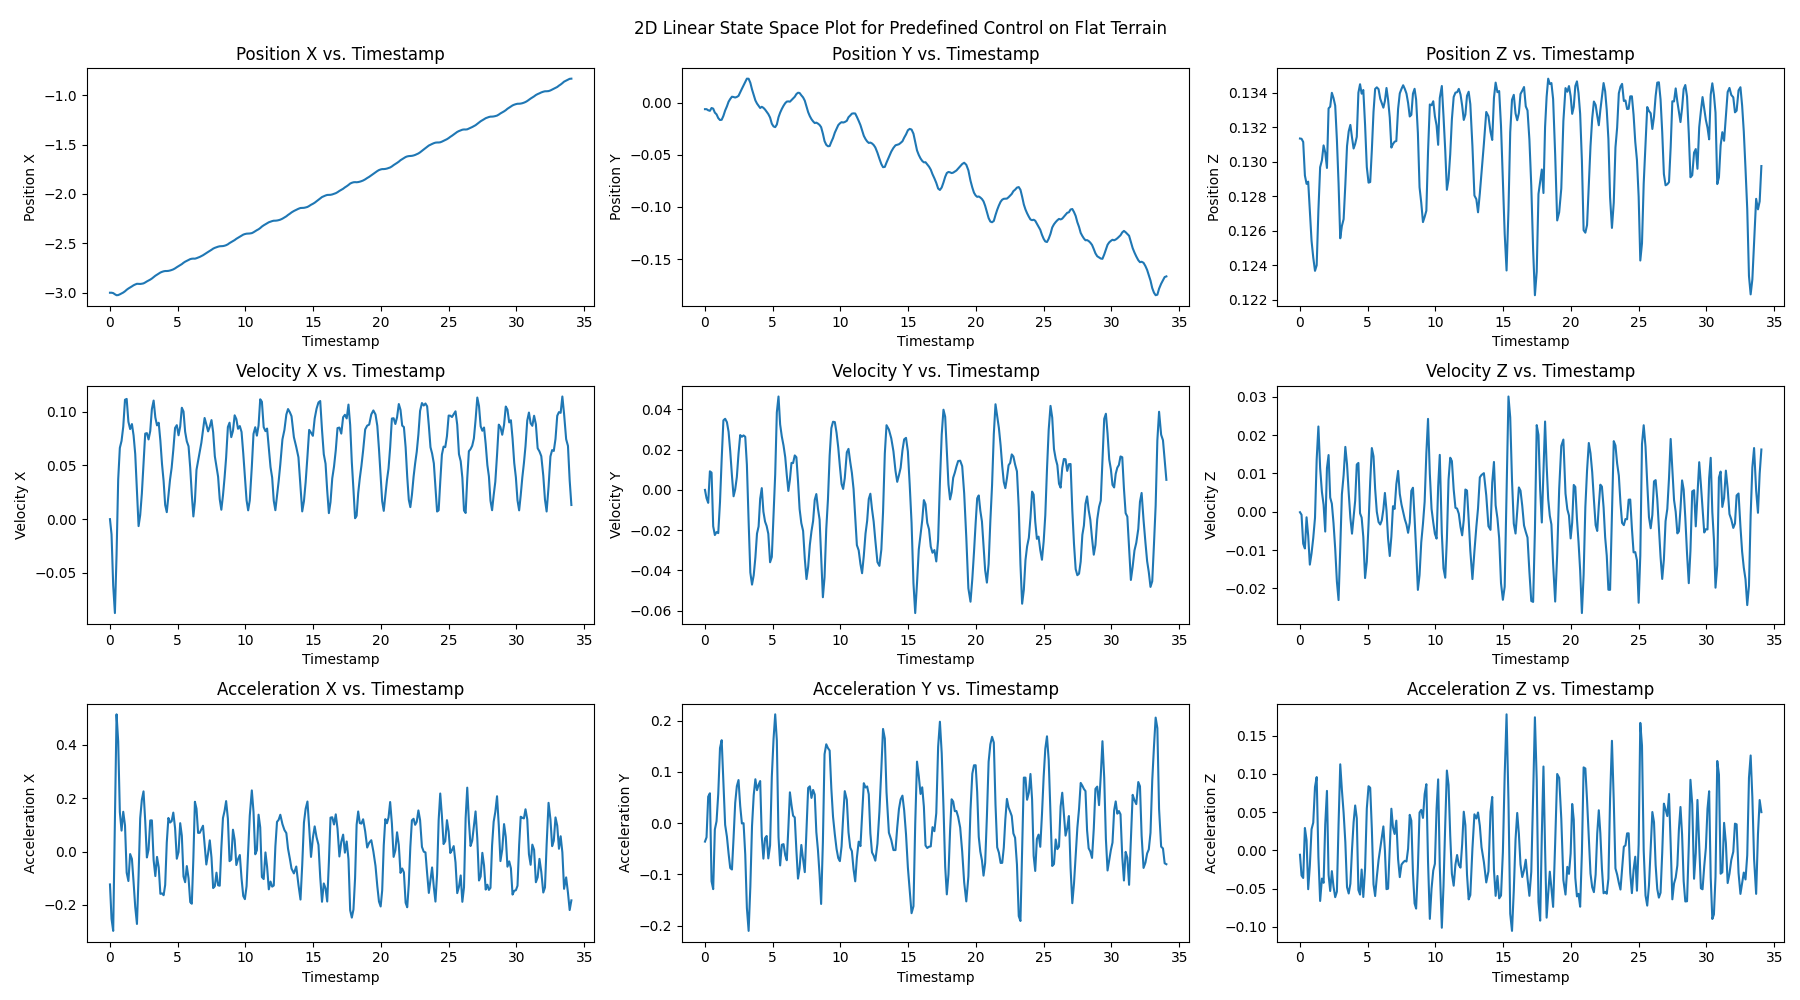 2D Linear State Space Plot for Predefined Control on Flat Terrain
Position X vs. Timestamp
Position X
−1.0
−1.5
−2.0
−2.5
−3.0
0 5 10 15 20 25 30 35
Timestamp
Position Y vs. Timestamp
Position Y
0.00
−0.05
−0.10
−0.15
0 5 10 15 20 25 30 35
Timestamp
Position Z vs. Timestamp
Position Z
0.134
0.132
0.130
0.128
0.126
0.124
0.122
0 5 10 15 20 25 30 35
Timestamp
Velocity X vs. Timestamp
Velocity X
0.10
0.05
0.00
−0.05
0 5 10 15 20 25 30 35
Timestamp
Velocity Y vs. Timestamp
Velocity Y
0.04
0.02
0.00
−0.02
−0.04
−0.06
0 5 10 15 20 25 30 35
Timestamp
Velocity Z vs. Timestamp
Velocity Z
0.03
0.02
0.01
0.00
−0.01
−0.02
0 5 10 15 20 25 30 35
Timestamp
Acceleration X vs. Timestamp
Acceleration X
0.4
0.2
0.0
−0.2
0 5 10 15 20 25 30 35
Timestamp
Acceleration Y vs. Timestamp
Acceleration Y
0.2
0.1
0.0
−0.1
−0.2
0 5 10 15 20 25 30 35
Timestamp
Acceleration Z vs. Timestamp
Acceleration Z
0.15
0.10
0.05
0.00
−0.05
−0.10
0 5 10 15 20 25 30 35
Timestamp